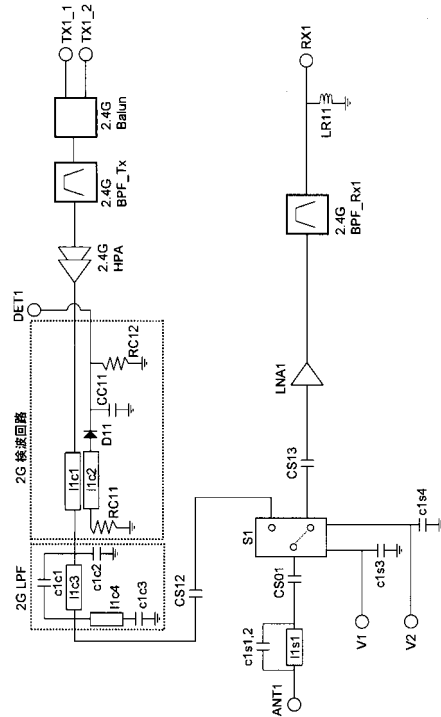 TX1_1
TX1_2
2.4G
Balun
2.4G
BPF_Tx
2.4G
HPA
DET1
2G 検波回路
RC12
CC11
D11
l1c1
l1c2
RC11
2G LPF
c1c1
l1c3
c1c2
l1c4
c1c3
CS12
RX1
LR11
2.4G
BPF_Rx1
LNA1
CS13
S1
CS01
c1s4
c1s3
c1s1,2
l1s1
V1
V2
ANT1